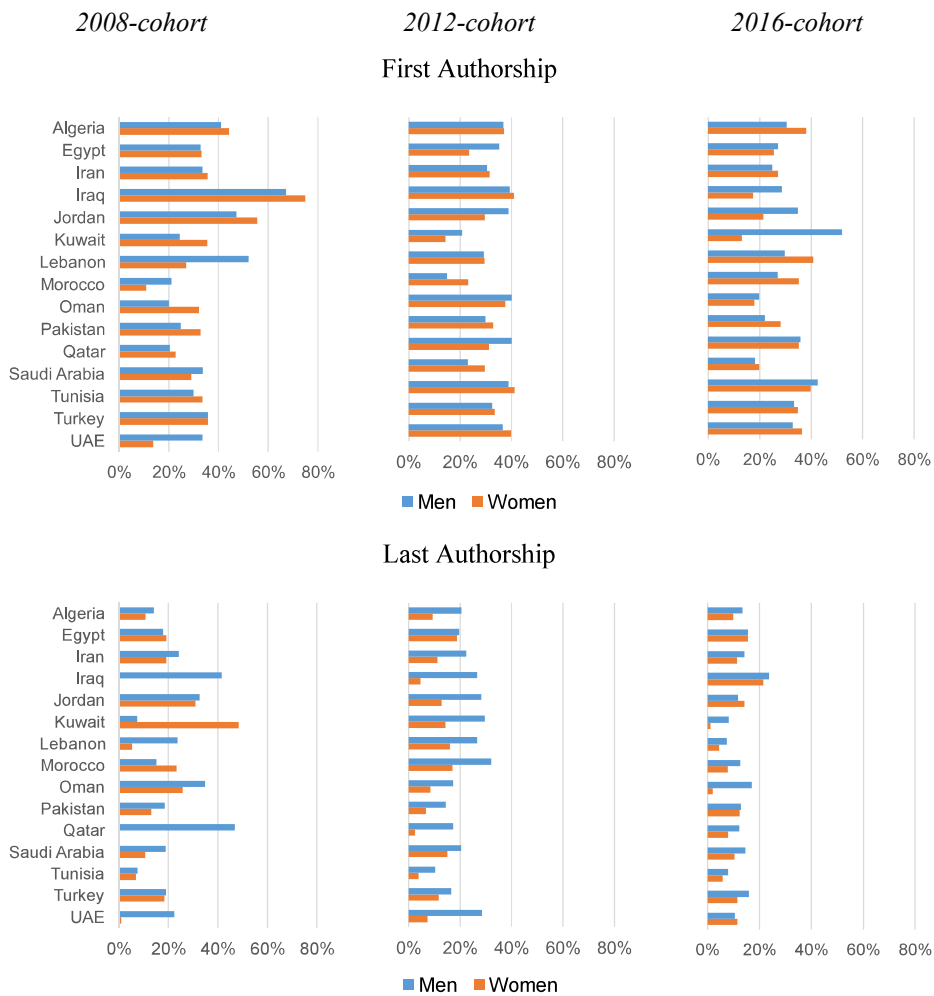 2008-cohort 2012-cohort 2016-cohort
First Authorship
Algeria
Egypt
Iran
Iraq
Jordan
Kuwait
Lebanon
Morocco
Oman
Pakistan
Qatar
Saudi Arabia
Tunisia
Turkey
UAE
0% 20% 40% 60% 80% 0% 20% 40% 60% 80% 0% 20% 40% 60% 80%
Men Women
Last Authorship
Algeria
Egypt
Iran
Iraq
Jordan
Kuwait
Lebanon
Morocco
Oman
Pakistan
Qatar
Saudi Arabia
Tunisia
Turkey
UAE
0% 20% 40% 60% 80% 0% 20% 40% 60% 80% 0% 20% 40% 60% 80%
Men Women